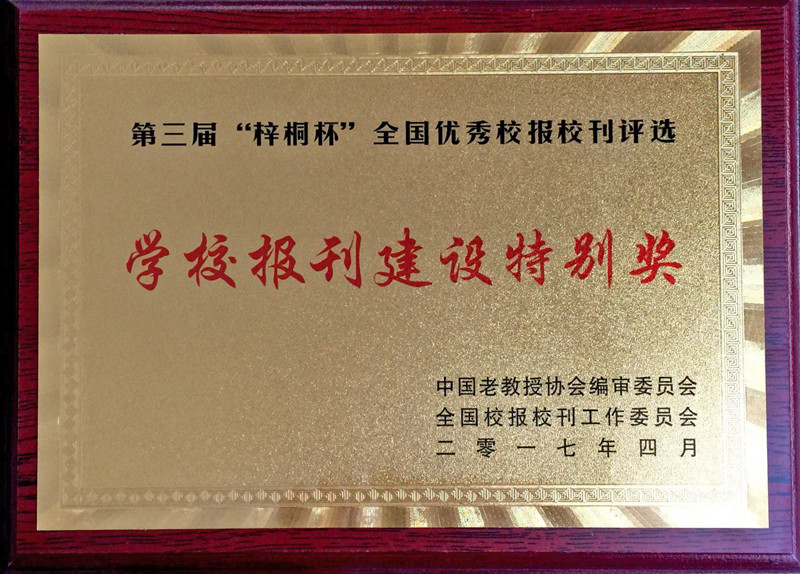 第三届“梓桐杯”全国优秀校报校刊评选
学校报刊建设特别奖
中国老教授协会编审委员会
全国校报校刊工作委员会
二零一七年四月